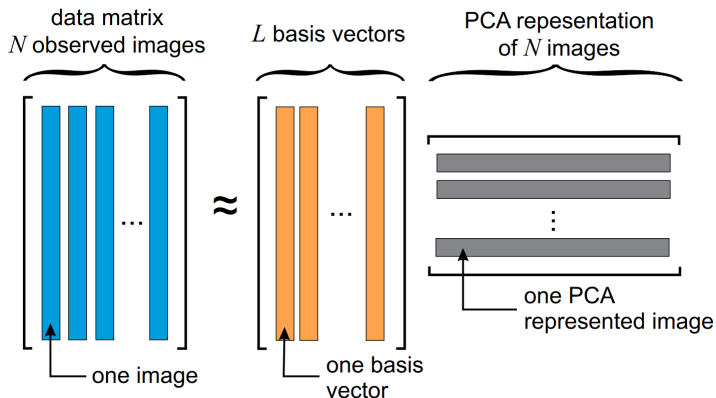 data matrix
N observed images
L basis vectors
PCA repesentation
of N images
...
≈
...
...
one image
one basis
vector
one PCA
represented image